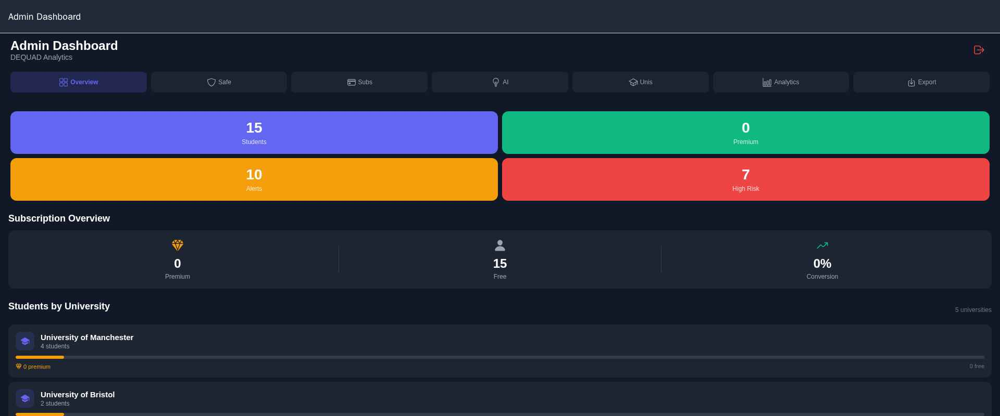 Admin Dashboard
Admin Dashboard
DEQUAD Analytics
Overview
Safe
Subs
AI
Unis
Analytics
Export
15
Students
0
Premium
10
Alerts
7
High Risk
Subscription Overview
0
Premium
15
Free
0%
Conversion
Students by University
5 universities
University of Manchester
4 students
0 premium
0 free
University of Bristol
2 students